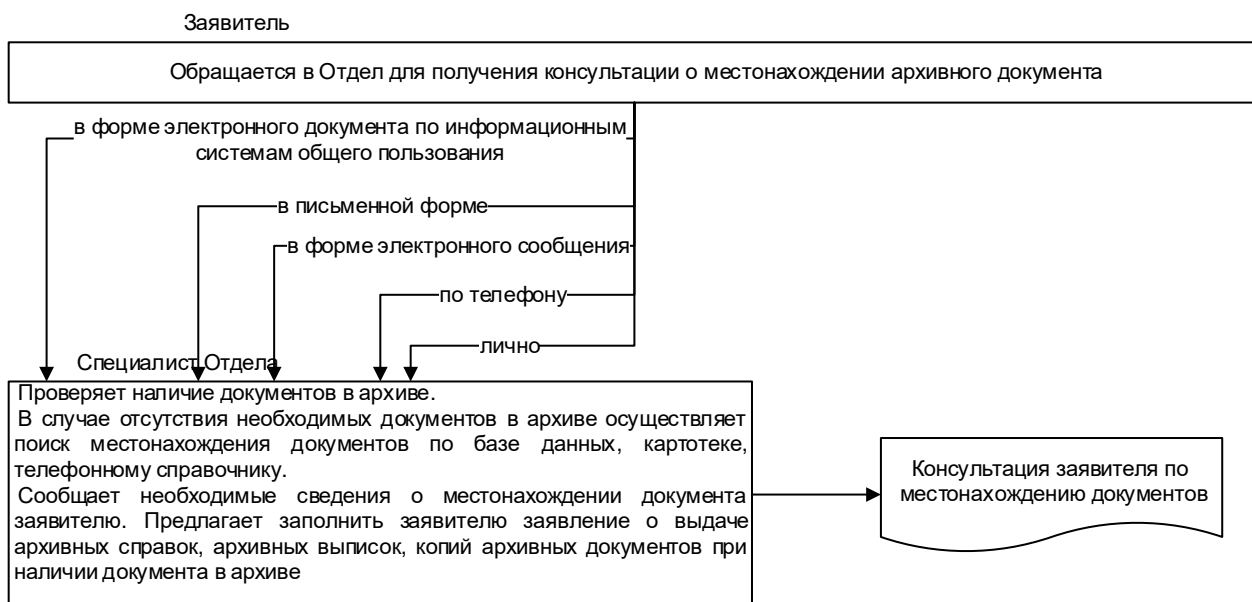 Заявитель
Обращается в Отдел для получения консультации о местонахождении архивного документа
в форме электронного документа по информационным
системам общего пользования
в письменной форме
в форме электронного сообщения
по телефону
лично
Специалист Отдела
Проверяет наличие документов в архиве.
В случае отсутствия необходимых документов в архиве осуществляет
поиск местонахождения документов по базе данных, картотеке,
телефонному справочнику.
Сообщает необходимые сведения о местонахождении документа
заявителю. Предлагает заполнить заявителю заявление о выдаче
архивных справок, архивных выписок, копий архивных документов при
наличии документа в архиве
Консультация заявителя по
местонахождению документов